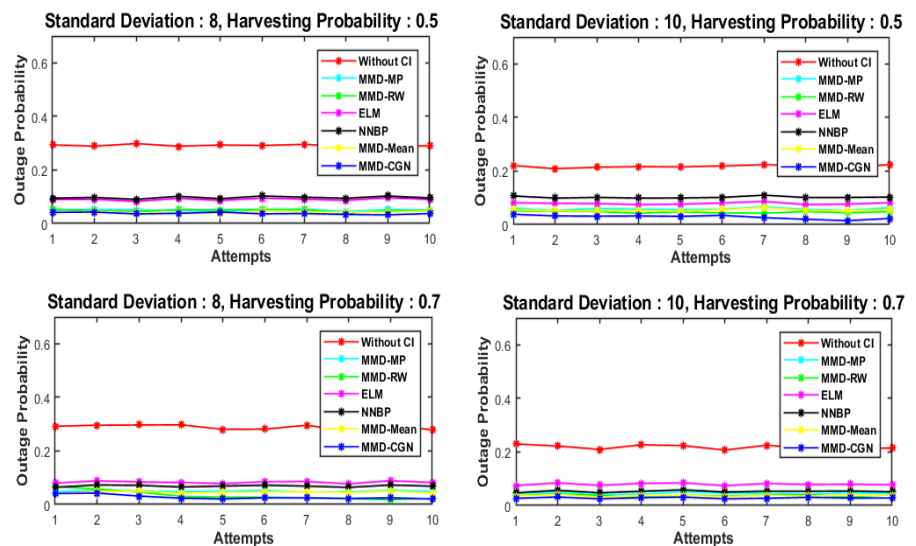 Standard Deviation : 8, Harvesting Probability : 0.5
Outage Probability
0.6
0.4
0.2
0
1 2 3 4 5 6 7 8 9 10
Attempts
Without CI
MMD-MP
MMD-RW
ELM
NNBP
MMD-Mean
MMD-CGN
Standard Deviation : 10, Harvesting Probability : 0.5
Outage Probability
0.6
0.4
0.2
0
1 2 3 4 5 6 7 8 9 10
Attempts
Without CI
MMD-MP
MMD-RW
ELM
NNBP
MMD-Mean
MMD-CGN
Standard Deviation : 8, Harvesting Probability : 0.7
Outage Probability
0.6
0.4
0.2
0
1 2 3 4 5 6 7 8 9 10
Attempts
Without CI
MMD-MP
MMD-RW
ELM
NNBP
MMD-Mean
MMD-CGN
Standard Deviation : 10, Harvesting Probability : 0.7
Outage Probability
0.6
0.4
0.2
0
1 2 3 4 5 6 7 8 9 10
Attempts
Without CI
MMD-MP
MMD-RW
ELM
NNBP
MMD-Mean
MMD-CGN